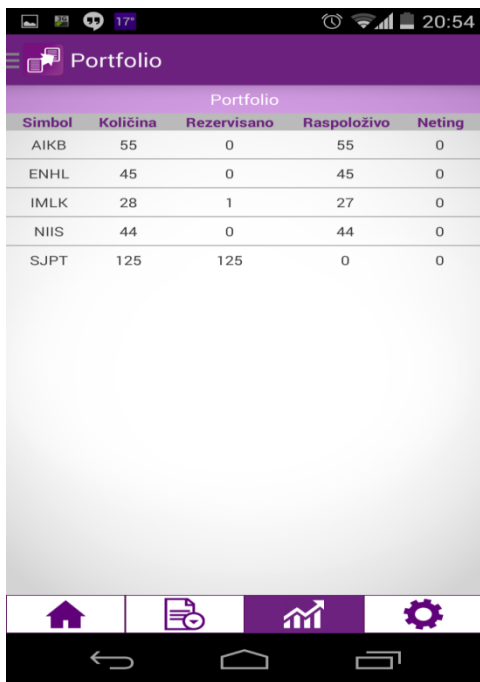 17° 20:54
Portfolio
Portfolio
Simbol Količina Rezervisano Raspoloživo Neting
AIKB 55 0 55 0
ENHL 45 0 45 0
IMLK 28 1 27 0
NIIS 44 0 44 0
SJPT 125 125 0 0